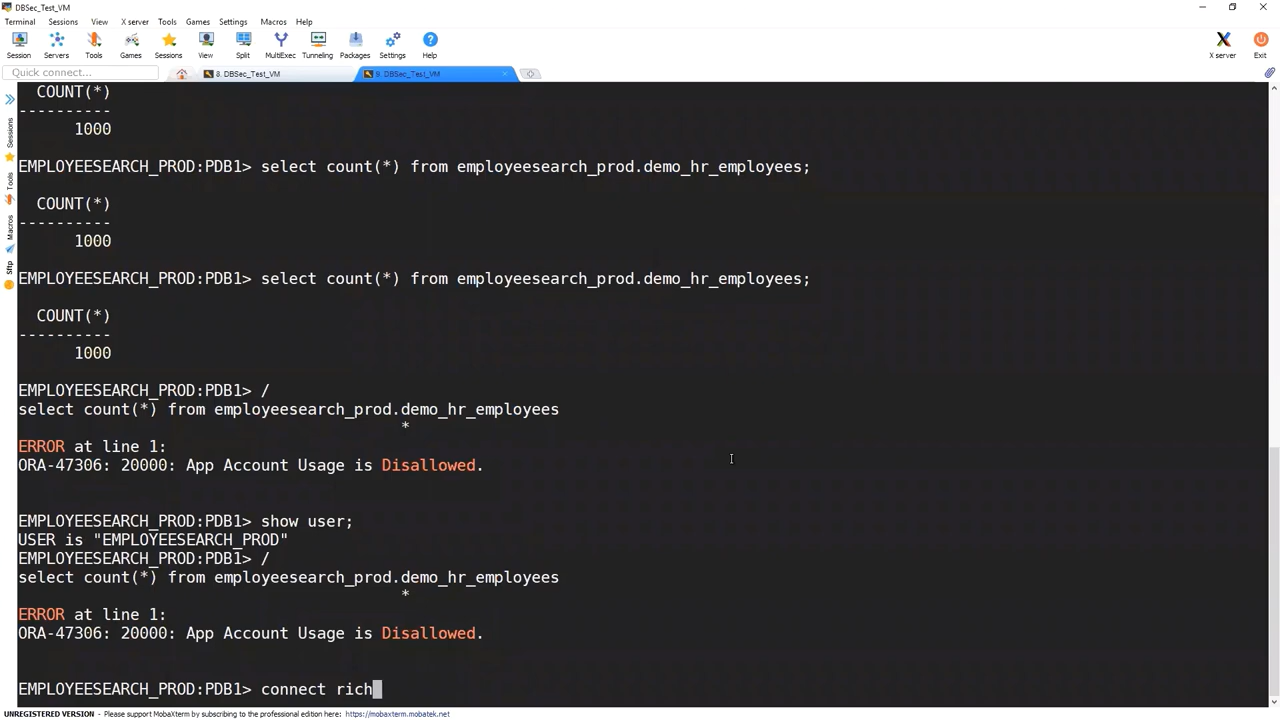 DBSec_Test_VM
Terminal Sessions View X server Tools Games Settings Macros Help
Session Servers Tools Games Sessions View Split MultiExec Tunneling Packages Settings Help X server Exit
Quick connect... 8. DBSec_Test_VM 9. DBSec_Test_VM
Sessions
Tools
Macros
Sftp
COUNT(*)
----------
1000
EMPLOYEESEARCH_PROD:PDB1> select count(*) from employeesearch_prod.demo_hr_employees;
COUNT(*)
----------
1000
EMPLOYEESEARCH_PROD:PDB1> select count(*) from employeesearch_prod.demo_hr_employees;
COUNT(*)
----------
1000
EMPLOYEESEARCH_PROD:PDB1> /
select count(*) from employeesearch_prod.demo_hr_employees
*
ERROR at line 1:
ORA-47306: 20000: App Account Usage is Disallowed.
EMPLOYEESEARCH_PROD:PDB1> show user;
USER is "EMPLOYEESEARCH_PROD"
EMPLOYEESEARCH_PROD:PDB1> /
select count(*) from employeesearch_prod.demo_hr_employees
*
ERROR at line 1:
ORA-47306: 20000: App Account Usage is Disallowed.
EMPLOYEESEARCH_PROD:PDB1> connect rich
UNREGISTERED VERSION - Please support MobaXterm by subscribing to the professional edition here: https://mobaxterm.mobatek.net